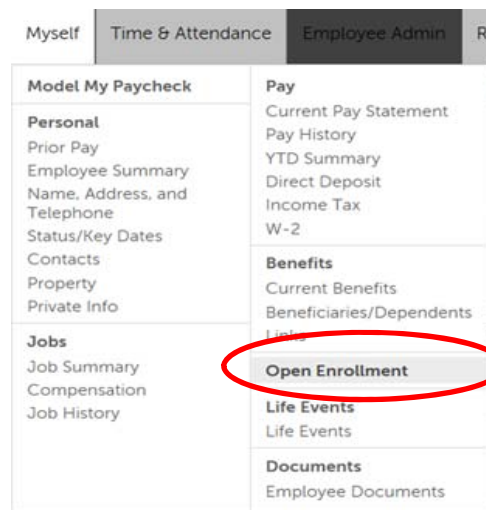 Myself Time & Attendance Employee Admin R
Model My Paycheck
Personal
Prior Pay
Employee Summary
Name, Address, and
Telephone
Status/Key Dates
Contacts
Property
Private Info
Jobs
Job Summary
Compensation
Job History
Pay
Current Pay Statement
Pay History
YTD Summary
Direct Deposit
Income Tax
W-2
Benefits
Current Benefits
Beneficiaries/Dependents
Links
Open Enrollment
Life Events
Life Events
Documents
Employee Documents